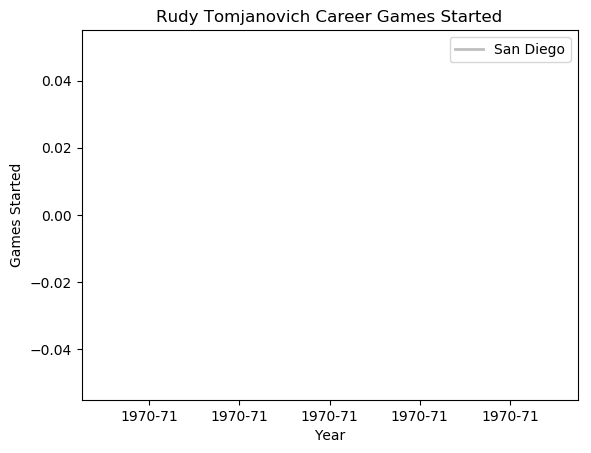 Rudy Tomjanovich Career Games Started
San Diego
0.04
0.02
0.00
−0.02
−0.04
Games Started
1970-71 1970-71 1970-71 1970-71 1970-71
Year